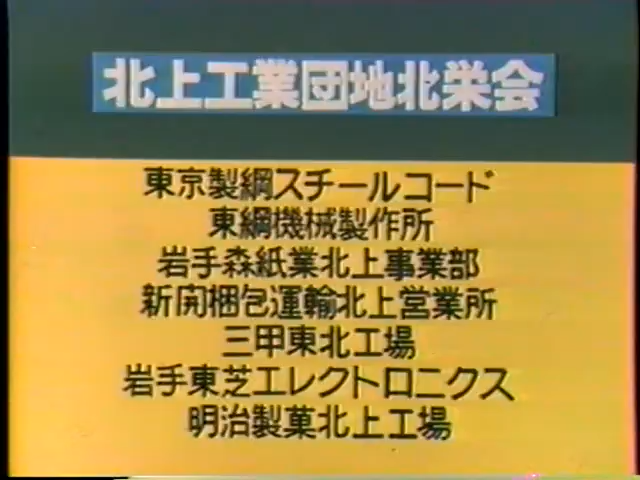 北上工業団地北栄会
東京製綱スチールコード
東綱機械製作所
岩手森紙業北上事業部
新開梱包運輸北上営業所
三甲東北工場
岩手東芝エレクトロニクス
明治製菓北上工場